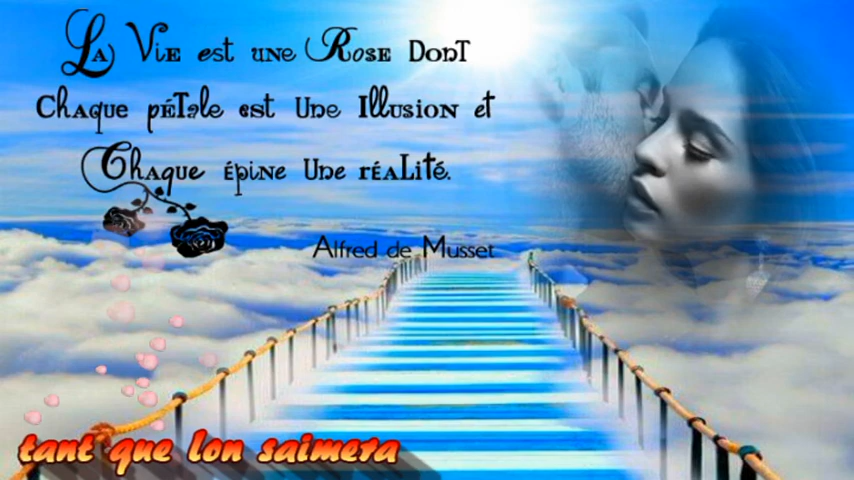 La Vie est une Rose Dont
Chaque pétale est Une Illusion et
Chaque épine Une réalité.
Alfred de Musset
tant que lon saimera